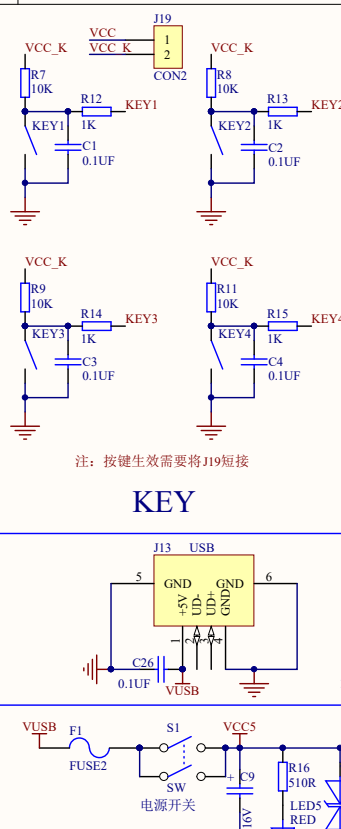 J19
VCC 1
VCC_K 2
CON2
VCC_K
R7
10K
R12
KEY1
KEY1
1K
C1
0.1UF
VCC_K
R8
10K
R13
KEY2
KEY2
1K
C2
0.1UF
VCC_K
R9
10K
R14
KEY3
KEY3
1K
C3
0.1UF
VCC_K
R11
10K
R15
KEY4
KEY4
1K
C4
0.1UF
注：按键生效需要将J19短接
KEY
J13 USB
5 GND GND 6
+5V UD- UD+ GND
1 2 3 4
C26
0.1UF
VUSB
VUSB
F1
FUSE2
S1
SW
电源开关
VCC5
+ C9
16V
R16
510R
LED5
RED